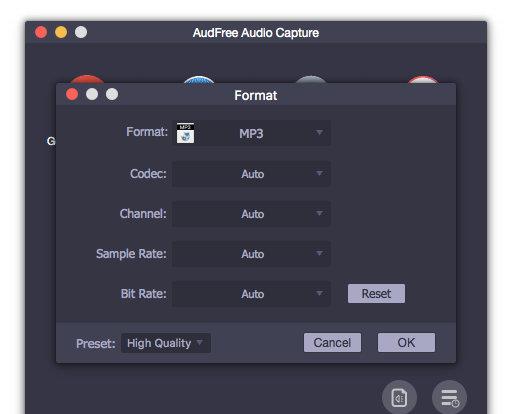 AudFree Audio Capture
Format
G
Format: MP3 MP3
Codec: Auto
Channel: Auto
Sample Rate: Auto
Bit Rate: Auto Reset
Preset: High Quality Cancel OK